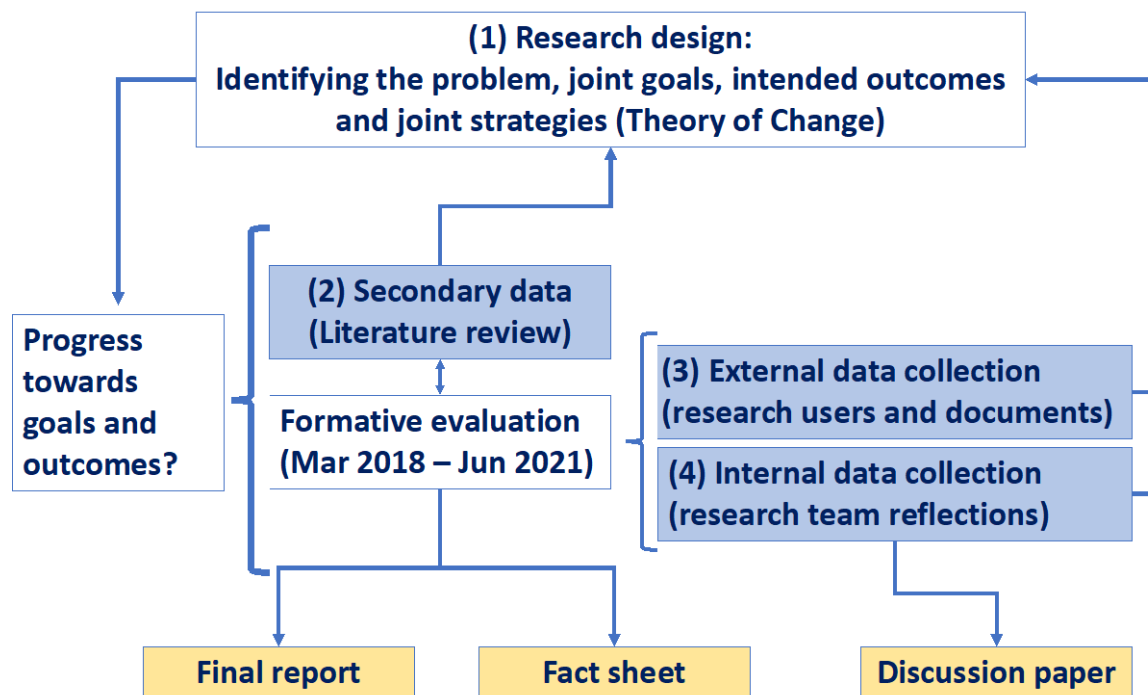 (1) Research design:
Identifying the problem, joint goals, intended outcomes
and joint strategies (Theory of Change)
(2) Secondary data
(Literature review)
Progress
towards
goals and
outcomes?
Formative evaluation
(Mar 2018 – Jun 2021)
(3) External data collection
(research users and documents)
(4) Internal data collection
(research team reflections)
Final report
Fact sheet
Discussion paper